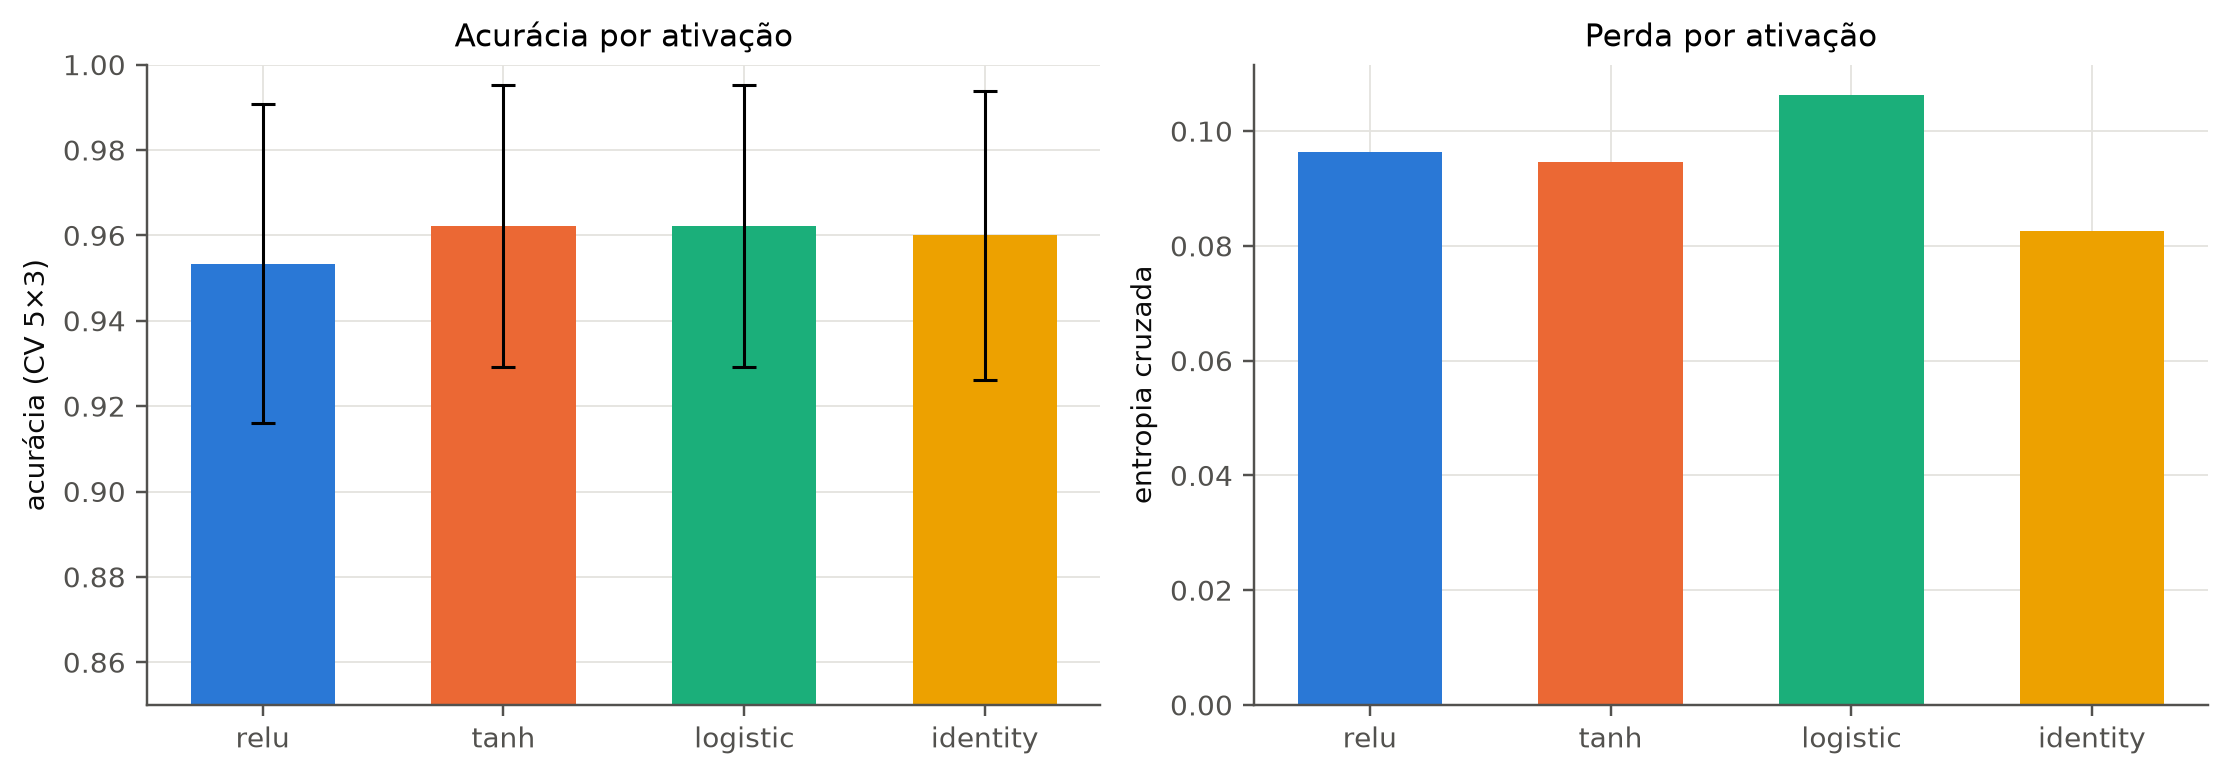 Acurácia por ativação
acurácia (CV 5×3)
1.00
0.98
0.96
0.94
0.92
0.90
0.88
0.86
relu tanh logistic identity
Perda por ativação
entropia cruzada
0.10
0.08
0.06
0.04
0.02
0.00
relu tanh logistic identity